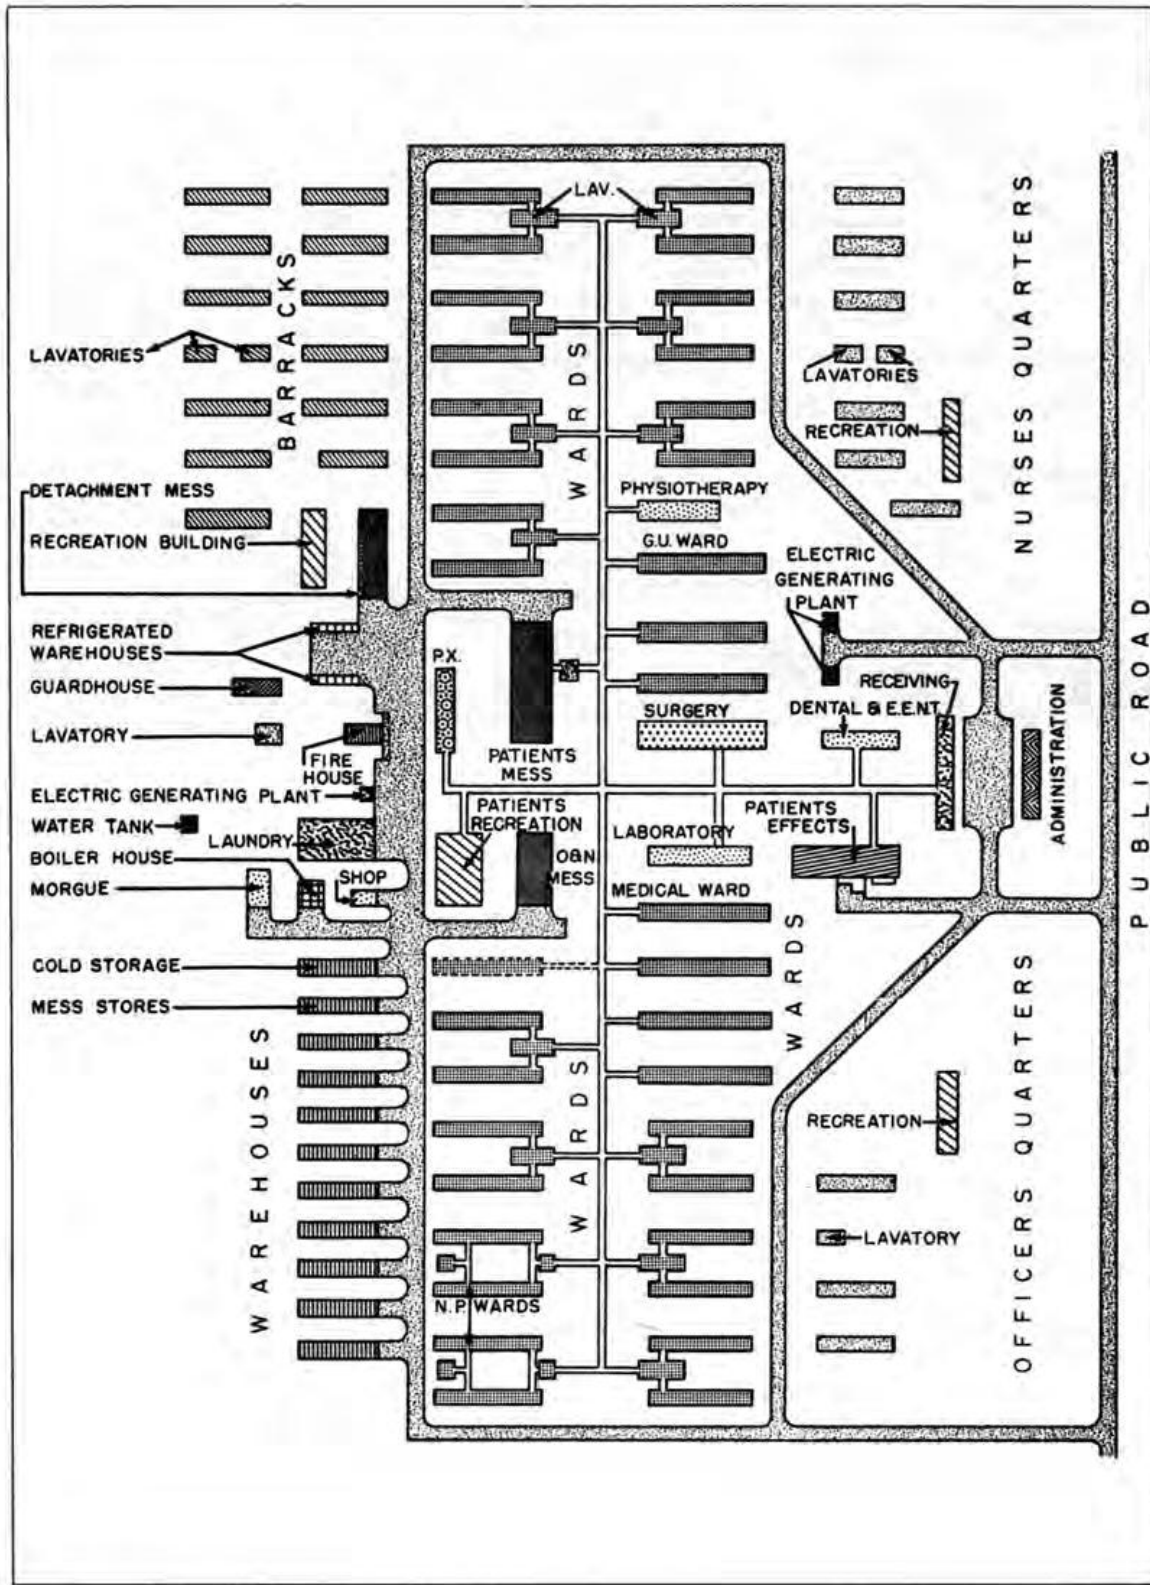 LAV.
BARRACKS
LAVATORIES
WARDS
LAVATORIES
RECREATION
NURSES QUARTERS
DETACHMENT MESS
RECREATION BUILDING
PHYSIOTHERAPY
G.U. WARD
ELECTRIC
GENERATING
PLANT
REFRIGERATED
WAREHOUSES
GUARDHOUSE
P.X.
RECEIVING
LAVATORY
SURGERY
DENTAL & E.E.N.T.
FIRE
HOUSE
PATIENTS
MESS
ADMINISTRATION
PUBLIC ROAD
ELECTRIC GENERATING PLANT
WATER TANK
LAUNDRY
PATIENTS
RECREATION
LABORATORY
PATIENTS
EFFECTS
BOILER HOUSE
MORGUE
SHOP
O&N
MESS
MEDICAL WARD
COLD STORAGE
MESS STORES
WAREHOUSES
WARDS
WARDS
RECREATION
OFFICERS QUARTERS
LAVATORY
N.P. WARDS